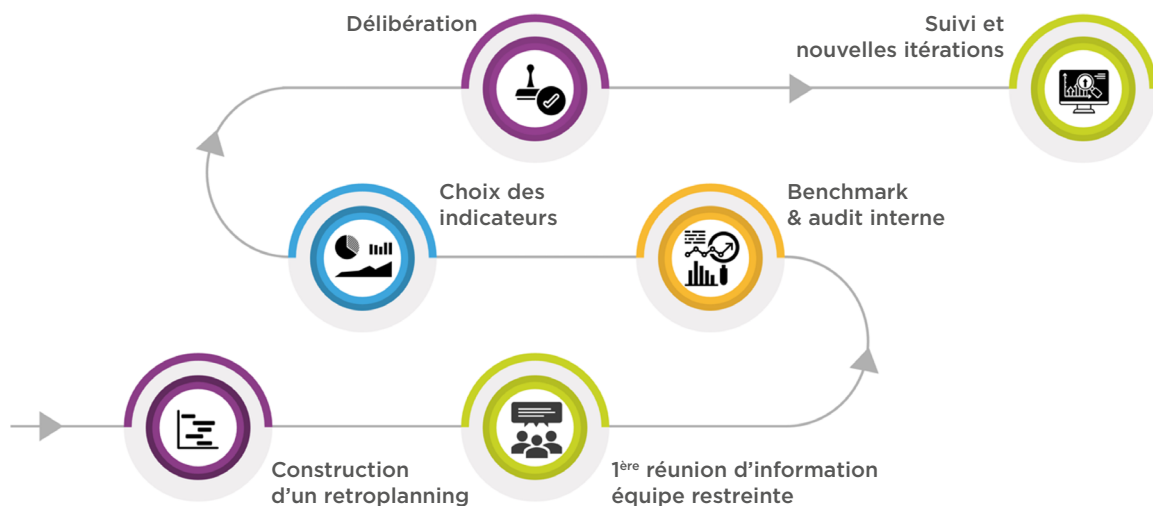 Délibération
Suivi et
nouvelles itérations
Choix des
indicateurs
Benchmark
& audit interne
Construction
d'un retroplanning
1ère réunion d'information
équipe restreinte